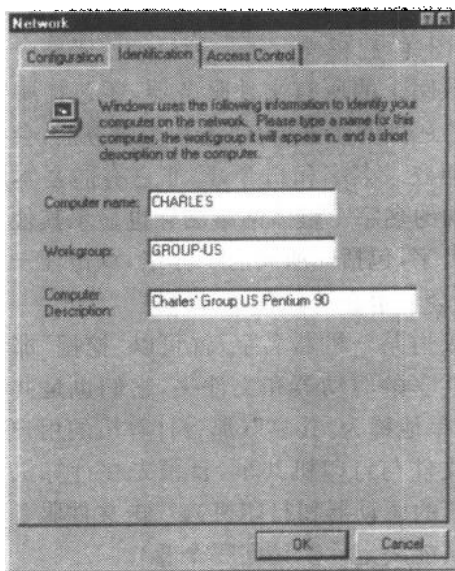 Network
Configuration Identification Access Control
Windows uses the following information to identify your
computer on the network. Please type a name for this
computer, the workgroup it will appear in, and a short
description of the computer.
Computer name: CHARLES
Workgroup: GROUP-US
Computer
Description: Charles' Group US Pentium 90
OK Cancel